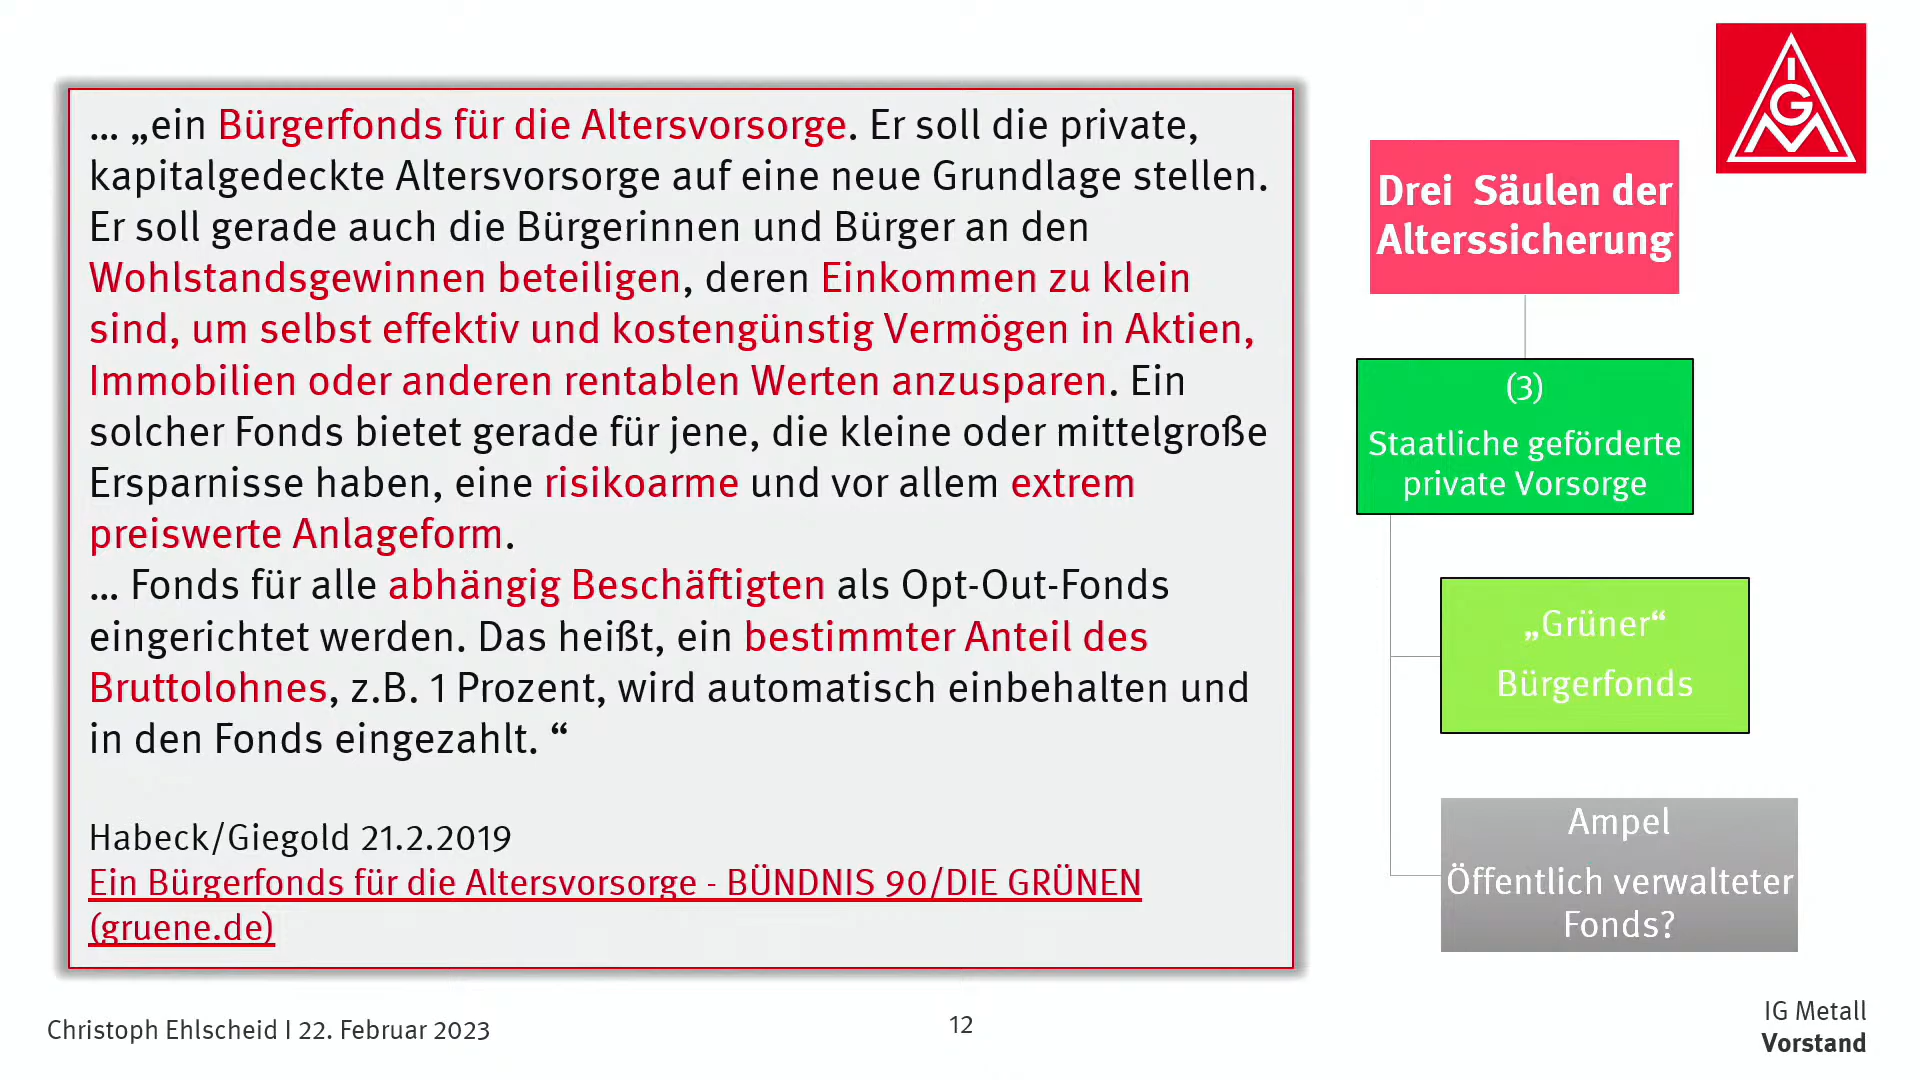 ... „ein Bürgerfonds für die Altersvorsorge. Er soll die private,
kapitalgedeckte Altersvorsorge auf eine neue Grundlage stellen.
Er soll gerade auch die Bürgerinnen und Bürger an den
Wohlstandsgewinnen beteiligen, deren Einkommen zu klein
sind, um selbst effektiv und kostengünstig Vermögen in Aktien,
Immobilien oder anderen rentablen Werten anzusparen. Ein
solcher Fonds bietet gerade für jene, die kleine oder mittelgroße
Ersparnisse haben, eine risikoarme und vor allem extrem
preiswerte Anlageform.
... Fonds für alle abhängig Beschäftigten als Opt-Out-Fonds
eingerichtet werden. Das heißt, ein bestimmter Anteil des
Bruttolohnes, z.B. 1 Prozent, wird automatisch einbehalten und
in den Fonds eingezahlt. “
Habeck/Giegold 21.2.2019
Ein Bürgerfonds für die Altersvorsorge - BÜNDNIS 90/DIE GRÜNEN
(gruene.de)
IGM
Drei Säulen der
Alterssicherung
(3)
Staatliche geförderte
private Vorsorge
„Grüner“
Bürgerfonds
Ampel
Öffentlich verwalteter
Fonds?
Christoph Ehlscheid I 22. Februar 2023
12
IG Metall
Vorstand